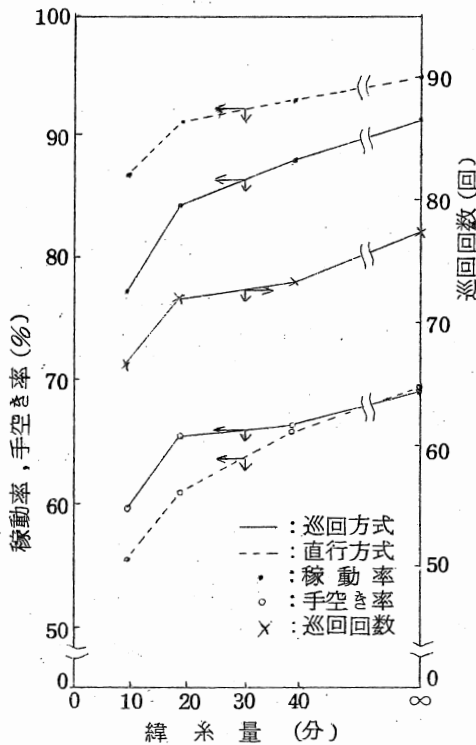 100
90
80
70
60
50
0
稼動率,手空き率(%)
90
80
70
60
50
0
巡回回数(回)
——:巡回方式
----:直行方式
•:稼動率
○:手空き率
×:巡回回数
0 10 20 30 40 ∞
緯糸量(分)